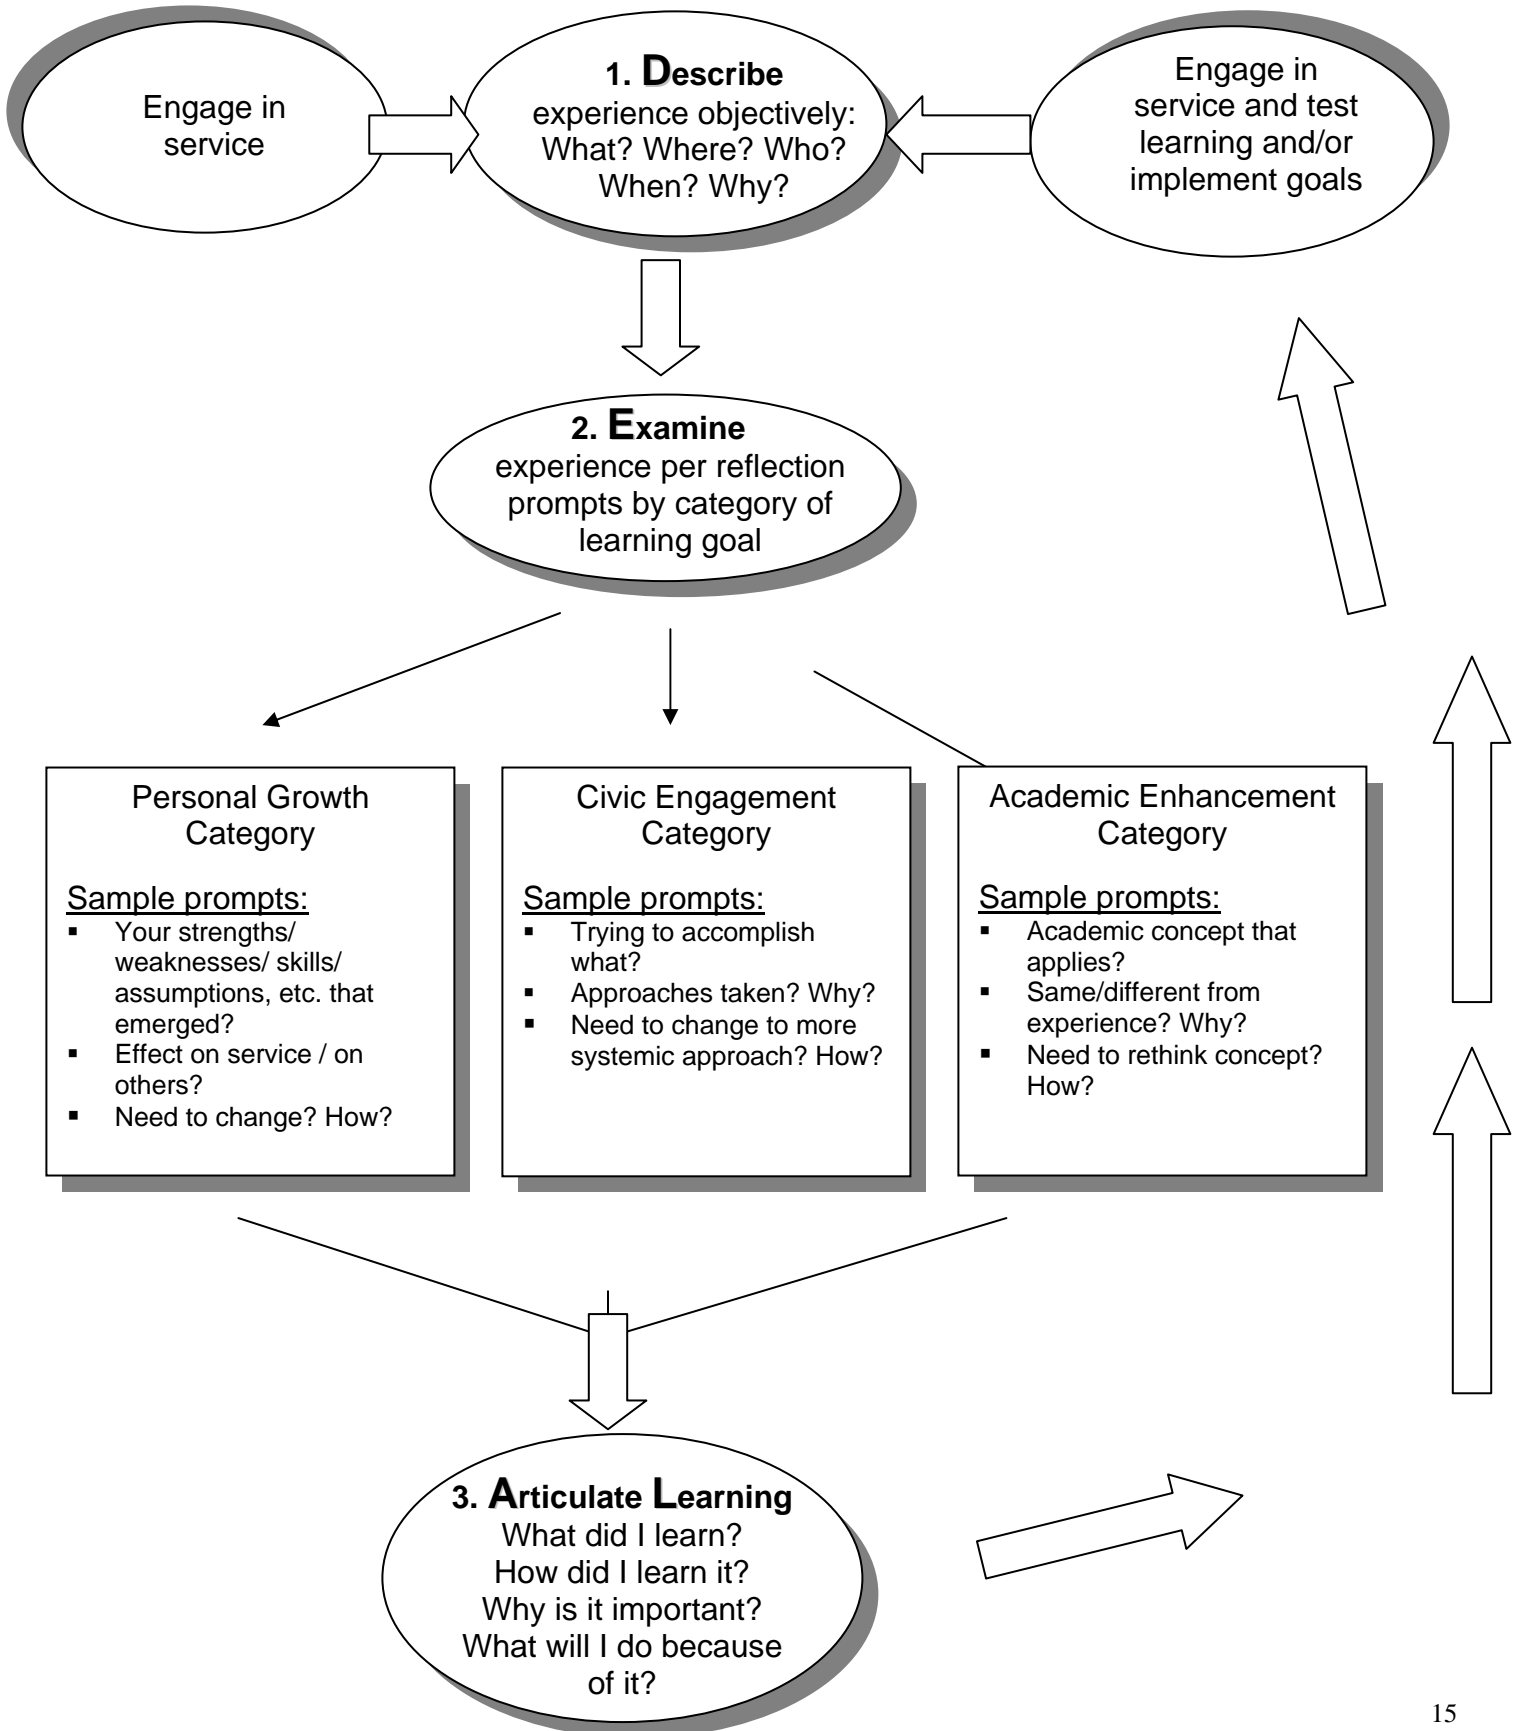 Engage in
service
1. Describe
experience objectively:
What? Where? Who?
When? Why?
Engage in
service and test
learning and/or
implement goals
2. Examine
experience per reflection
prompts by category of
learning goal
Personal Growth
Category
Sample prompts:
▪ Your strengths/
weaknesses/ skills/
assumptions, etc. that
emerged?
▪ Effect on service / on
others?
▪ Need to change? How?
Civic Engagement
Category
Sample prompts:
▪ Trying to accomplish
what?
▪ Approaches taken? Why?
▪ Need to change to more
systemic approach? How?
Academic Enhancement
Category
Sample prompts:
▪ Academic concept that
applies?
▪ Same/different from
experience? Why?
▪ Need to rethink concept?
How?
3. Articulate Learning
What did I learn?
How did I learn it?
Why is it important?
What will I do because
of it?
15